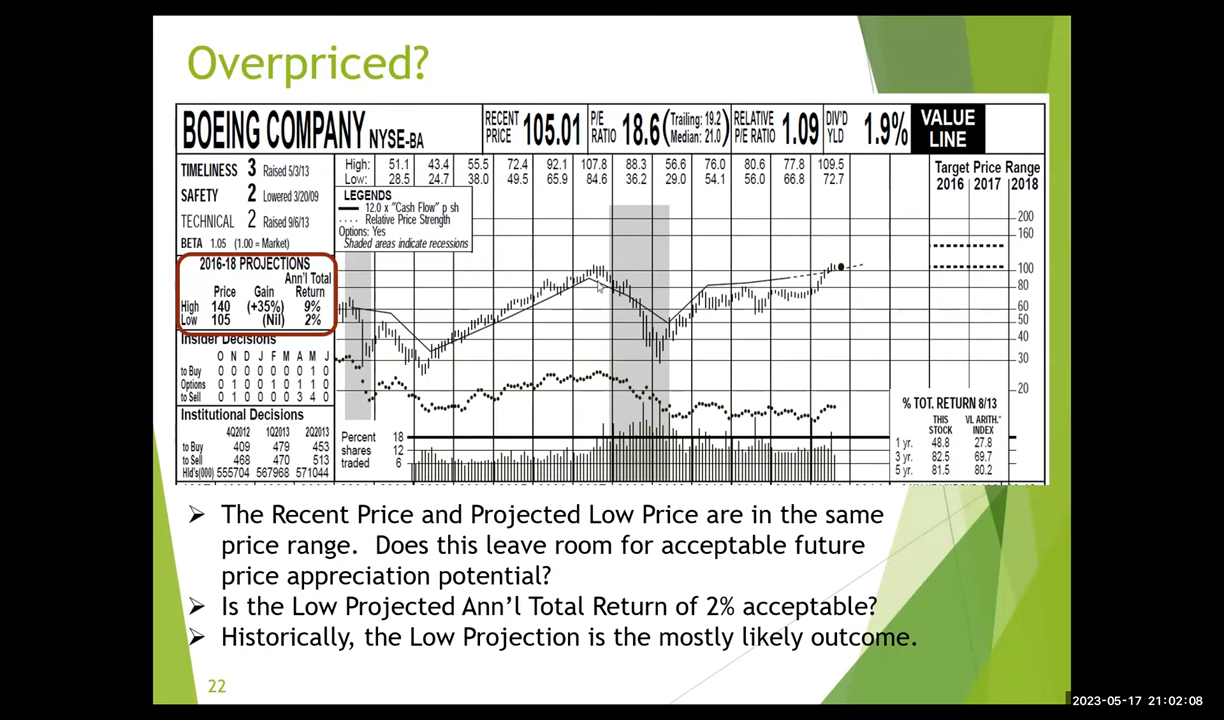 Overpriced?
BOEING COMPANY NYSE-BA RECENT PRICE 105.01 P/E RATIO 18.6 (Trailing: 19.2 Median: 21.0) RELATIVE P/E RATIO 1.09 DIV'D YLD 1.9% VALUE LINE
TIMELINESS 3 Raised 5/3/13
SAFETY 2 Lowered 3/20/09
TECHNICAL 2 Raised 9/6/13
BETA 1.05 (1.00 = Market)
High: 51.1 43.4 55.5 72.4 92.1 107.8 88.3 56.6 76.0 80.6 77.8 109.5
Low: 28.5 24.7 38.0 49.5 65.9 84.6 36.2 29.0 54.1 56.0 66.8 72.7
Target Price Range
2016 2017 2018
LEGENDS
12.0 x "Cash Flow" p sh
Relative Price Strength
Options: Yes
Shaded areas indicate recessions
200
160
100
80
60
50
40
30
20
2016-18 PROJECTIONS
Ann'l Total
Price Gain Return
High 140 (+35%) 9%
Low 105 (Nil) 2%
Insider Decisions
O N D J F M A M J
to Buy 0 0 0 0 0 0 0 1 0
Options 0 1 0 0 1 0 1 1 0
to Sell 0 1 0 0 0 0 3 4 0
Institutional Decisions
4Q2012 1Q2013 2Q2013
to Buy 409 479 453
to Sell 468 470 513
Hld's(000) 555704 567968 571044
Percent 18
shares 12
traded 6
% TOT. RETURN 8/13
THIS STOCK VL ARITH.* INDEX
1 yr. 48.8 27.8
3 yr. 82.5 69.7
5 yr. 81.5 80.2
➢ The Recent Price and Projected Low Price are in the same
price range. Does this leave room for acceptable future
price appreciation potential?
➢ Is the Low Projected Ann'l Total Return of 2% acceptable?
➢ Historically, the Low Projection is the mostly likely outcome.
22
2023-05-17 21:02:08